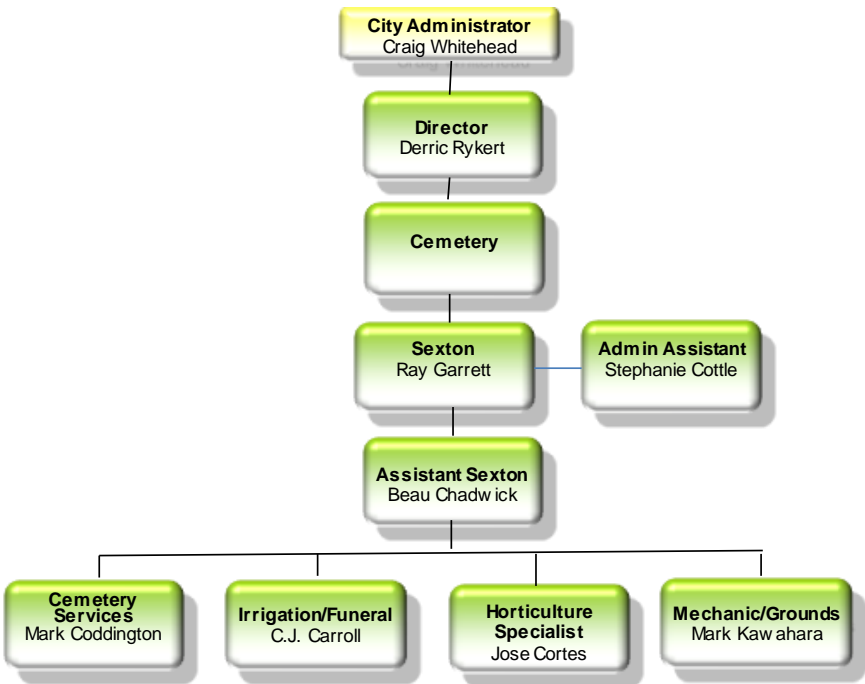 City Administrator
Craig Whitehead
Director
Derric Rykert
Cemetery
Sexton
Ray Garrett
Admin Assistant
Stephanie Cottle
Assistant Sexton
Beau Chadwick
Cemetery
Services
Mark Coddington
Irrigation/Funeral
C.J. Carroll
Horticulture
Specialist
Jose Cortes
Mechanic/Grounds
Mark Kawahara